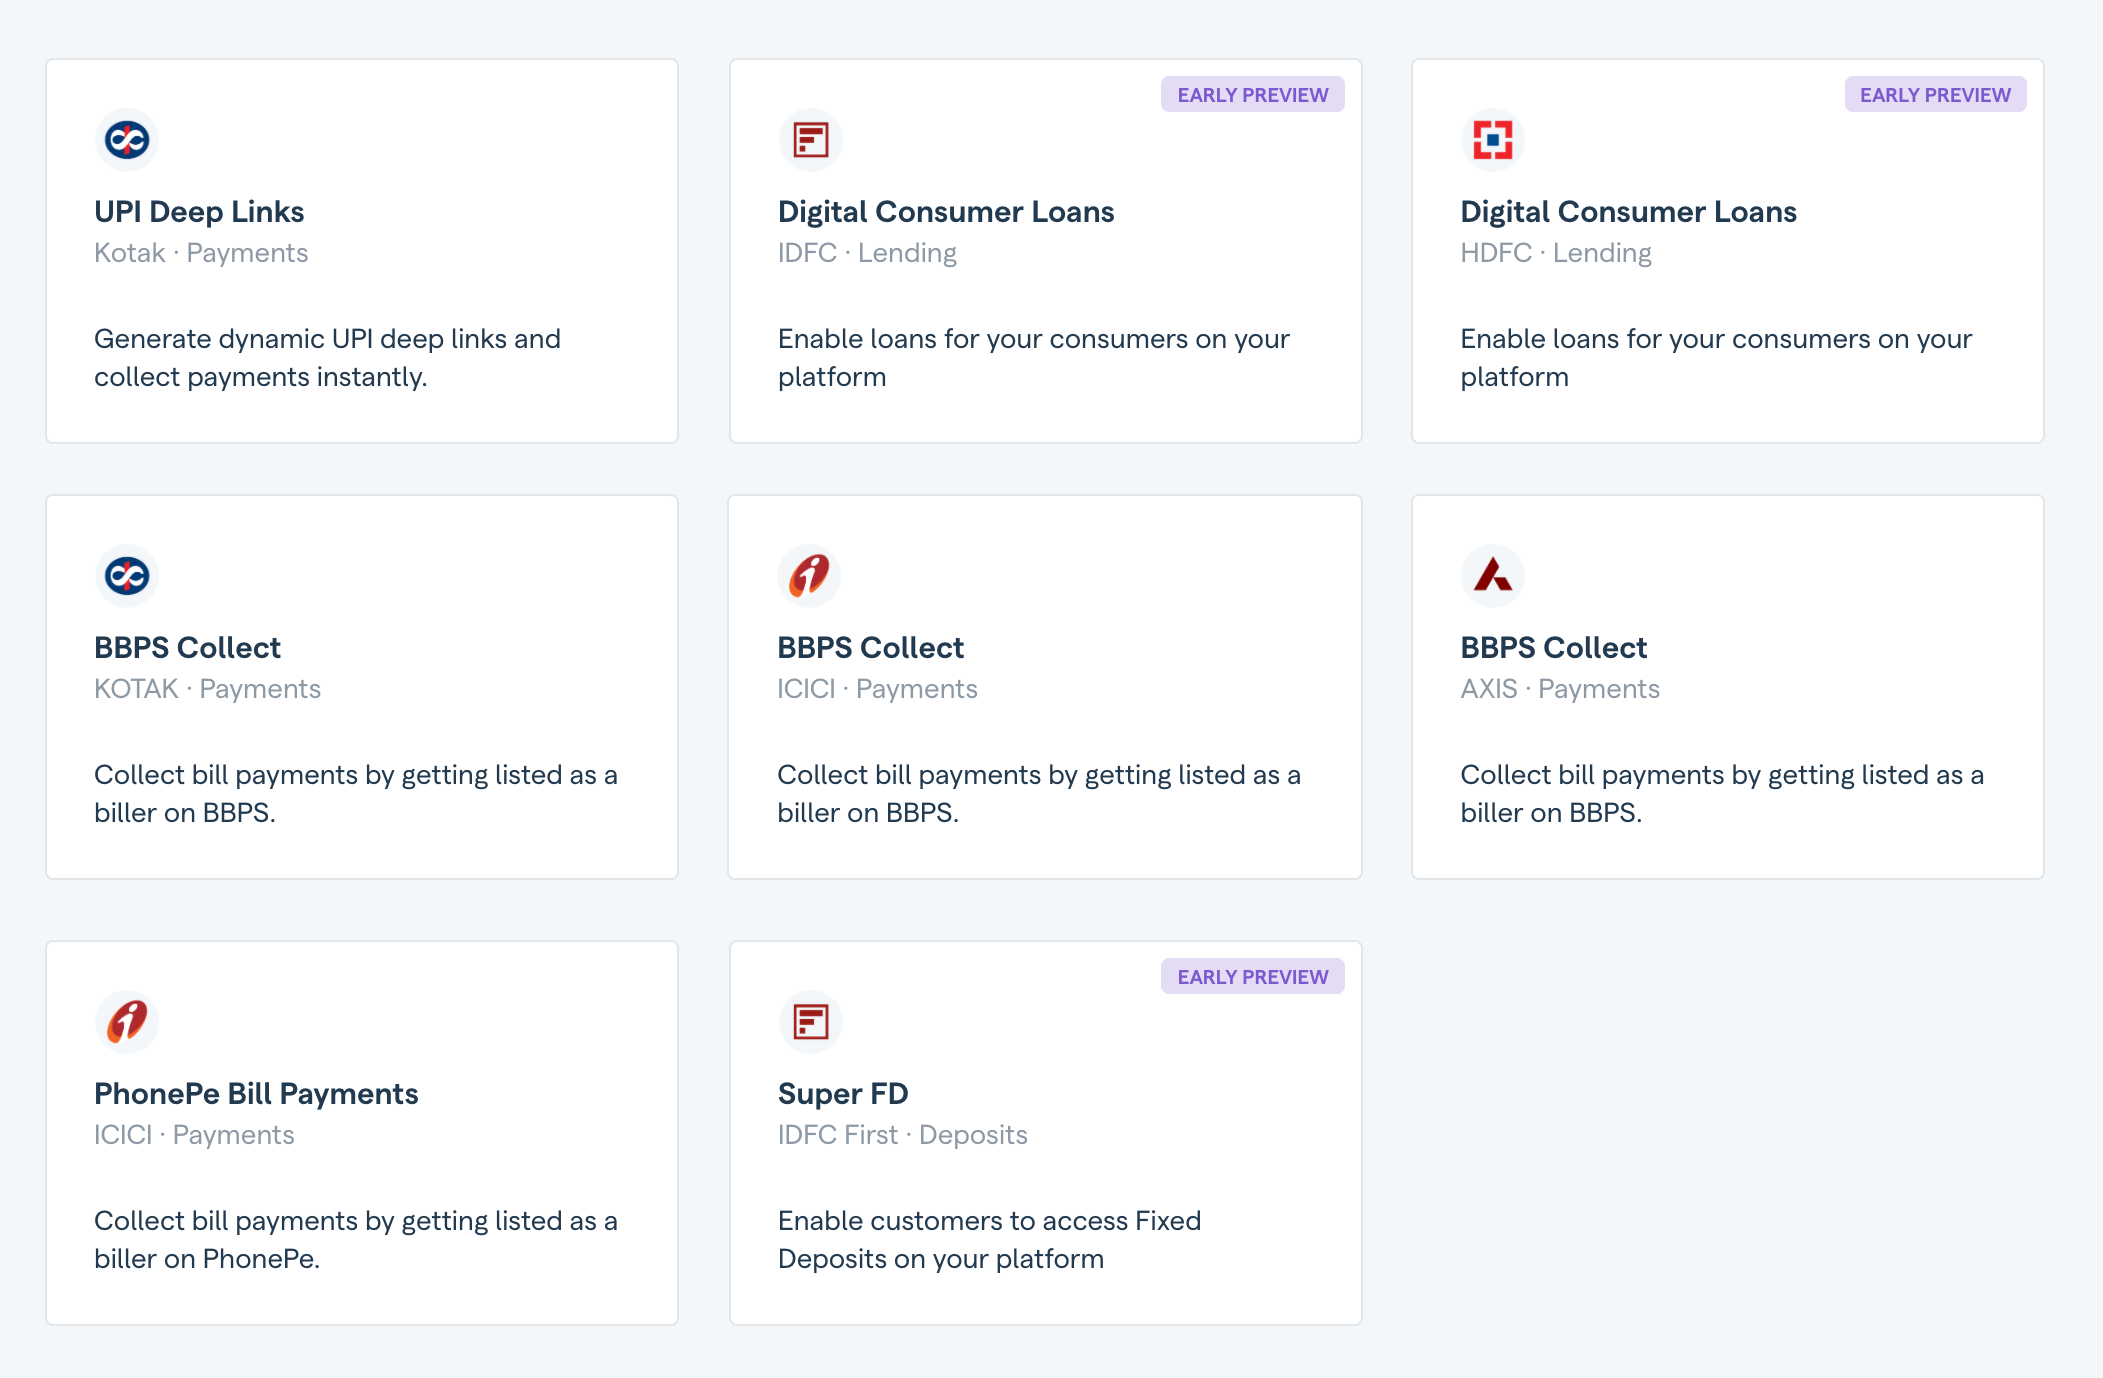 UPI Deep Links
Kotak · Payments
Generate dynamic UPI deep links and
collect payments instantly.
EARLY PREVIEW
Digital Consumer Loans
IDFC · Lending
Enable loans for your consumers on your
platform
EARLY PREVIEW
Digital Consumer Loans
HDFC · Lending
Enable loans for your consumers on your
platform
BBPS Collect
KOTAK · Payments
Collect bill payments by getting listed as a
biller on BBPS.
BBPS Collect
ICICI · Payments
Collect bill payments by getting listed as a
biller on BBPS.
BBPS Collect
AXIS · Payments
Collect bill payments by getting listed as a
biller on BBPS.
PhonePe Bill Payments
ICICI · Payments
Collect bill payments by getting listed as a
biller on PhonePe.
EARLY PREVIEW
Super FD
IDFC First · Deposits
Enable customers to access Fixed
Deposits on your platform